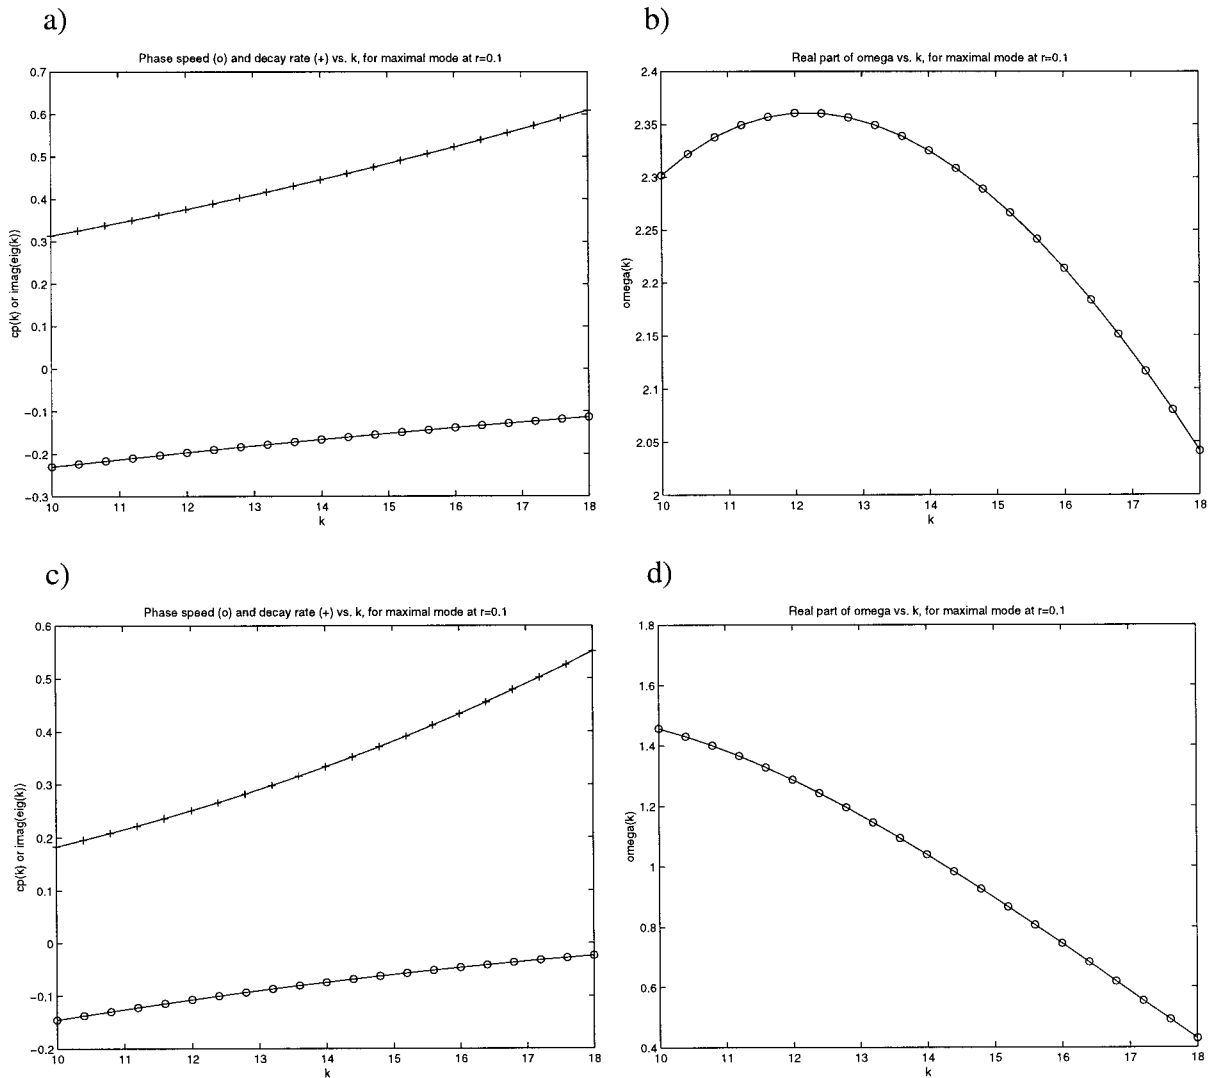 a)
Phase speed (o) and decay rate (+) vs. k, for maximal mode at r=0.1
0.7
0.6
0.5
0.4
0.3
0.2
0.1
0
−0.1
−0.2
−0.3
cp(k) or imag(eig(k))
10 11 12 13 14 15 16 17 18
k
b)
Real part of omega vs. k, for maximal mode at r=0.1
2.4
2.35
2.3
2.25
2.2
2.15
2.1
2.05
2
omega(k)
10 11 12 13 14 15 16 17 18
k
c)
Phase speed (o) and decay rate (+) vs. k, for maximal mode at r=0.1
0.6
0.5
0.4
0.3
0.2
0.1
0
−0.1
−0.2
cp(k) or imag(eig(k))
10 11 12 13 14 15 16 17 18
k
d)
Real part of omega vs. k, for maximal mode at r=0.1
1.8
1.6
1.4
1.2
1
0.8
0.6
0.4
omega(k)
10 11 12 13 14 15 16 17 18
k